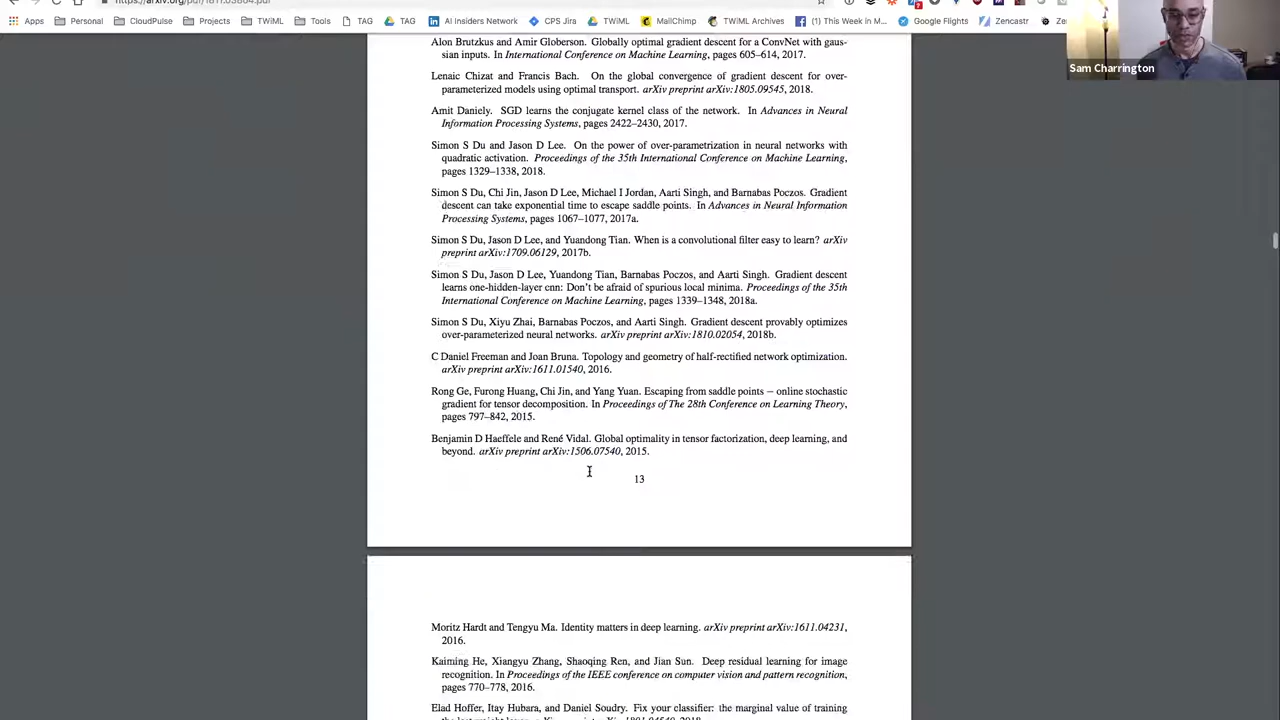 Apps
Personal
CloudPulse
Projects
TWiML
Tools
TAG
TAG
AI Insiders Network
CPS Jira
TWiML
MailChimp
TWiML Archives
(1) This Week in M...
Google Flights
Zencastr
Sam Charrington
Alon Brutzkus and Amir Globerson. Globally optimal gradient descent for a ConvNet with gaus-
sian inputs. In International Conference on Machine Learning, pages 605–614, 2017.
Lenaic Chizat and Francis Bach. On the global convergence of gradient descent for over-
parameterized models using optimal transport. arXiv preprint arXiv:1805.09545, 2018.
Amit Daniely. SGD learns the conjugate kernel class of the network. In Advances in Neural
Information Processing Systems, pages 2422–2430, 2017.
Simon S Du and Jason D Lee. On the power of over-parametrization in neural networks with
quadratic activation. Proceedings of the 35th International Conference on Machine Learning,
pages 1329–1338, 2018.
Simon S Du, Chi Jin, Jason D Lee, Michael I Jordan, Aarti Singh, and Barnabas Poczos. Gradient
descent can take exponential time to escape saddle points. In Advances in Neural Information
Processing Systems, pages 1067–1077, 2017a.
Simon S Du, Jason D Lee, and Yuandong Tian. When is a convolutional filter easy to learn? arXiv
preprint arXiv:1709.06129, 2017b.
Simon S Du, Jason D Lee, Yuandong Tian, Barnabas Poczos, and Aarti Singh. Gradient descent
learns one-hidden-layer cnn: Don't be afraid of spurious local minima. Proceedings of the 35th
International Conference on Machine Learning, pages 1339–1348, 2018a.
Simon S Du, Xiyu Zhai, Barnabas Poczos, and Aarti Singh. Gradient descent provably optimizes
over-parameterized neural networks. arXiv preprint arXiv:1810.02054, 2018b.
C Daniel Freeman and Joan Bruna. Topology and geometry of half-rectified network optimization.
arXiv preprint arXiv:1611.01540, 2016.
Rong Ge, Furong Huang, Chi Jin, and Yang Yuan. Escaping from saddle points – online stochastic
gradient for tensor decomposition. In Proceedings of The 28th Conference on Learning Theory,
pages 797–842, 2015.
Benjamin D Haeffele and René Vidal. Global optimality in tensor factorization, deep learning, and
beyond. arXiv preprint arXiv:1506.07540, 2015.
13
Moritz Hardt and Tengyu Ma. Identity matters in deep learning. arXiv preprint arXiv:1611.04231,
2016.
Kaiming He, Xiangyu Zhang, Shaoqing Ren, and Jian Sun. Deep residual learning for image
recognition. In Proceedings of the IEEE conference on computer vision and pattern recognition,
pages 770–778, 2016.
Elad Hoffer, Itay Hubara, and Daniel Soudry. Fix your classifier: the marginal value of training